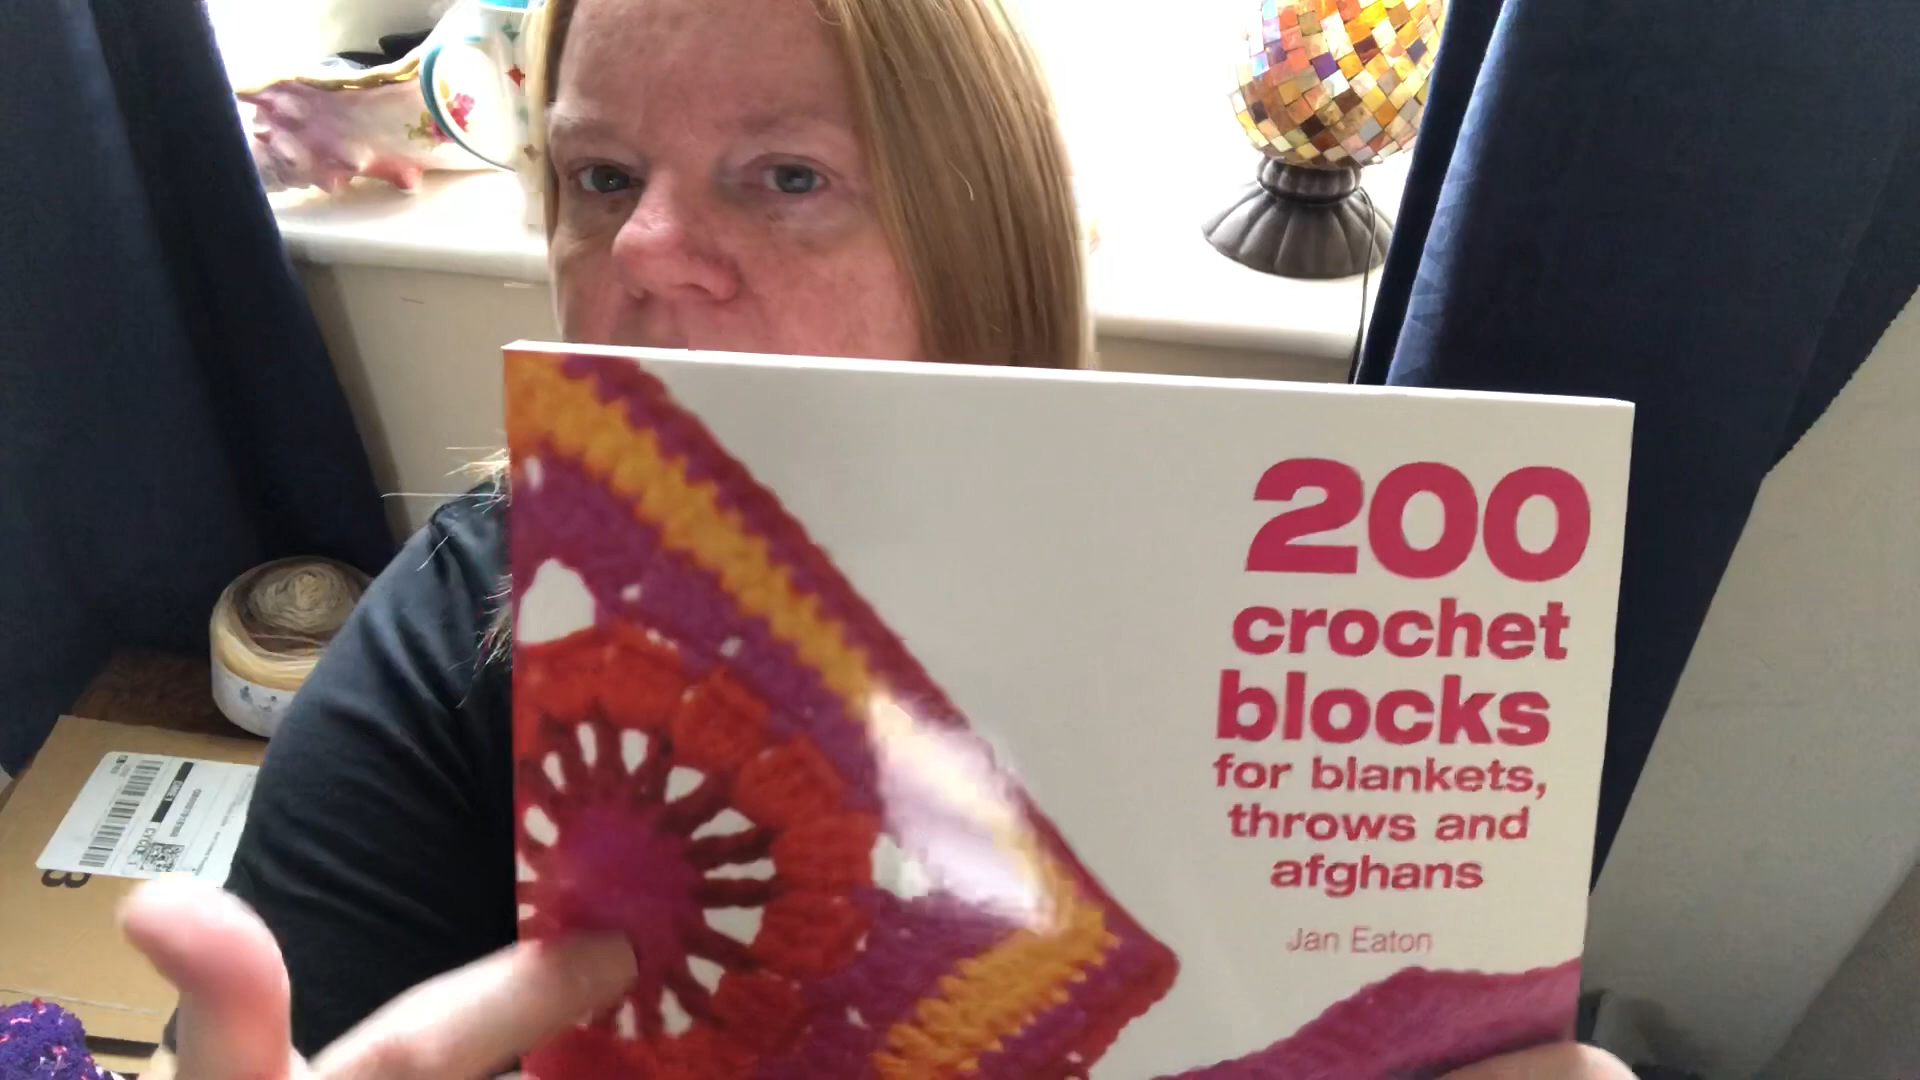 200
crochet
blocks
for blankets,
throws and
afghans
Jan Eaton